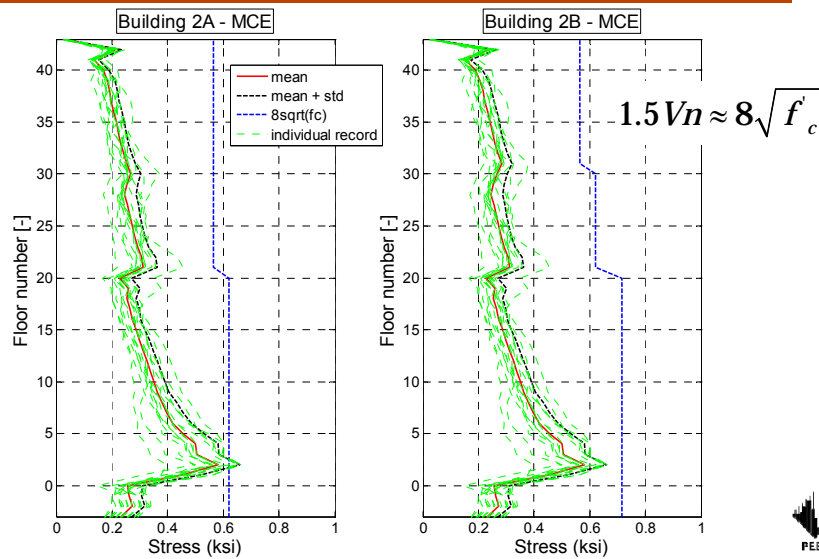 Building 2A - MCE
Building 2B - MCE
mean
mean + std
8sqrt(fc)
individual record
1.5Vn ≈ 8√f'c
40
35
30
25
20
15
10
5
0
Floor number [-]
0 0.2 0.4 0.6 0.8 1
Stress (ksi)
40
35
30
25
20
15
10
5
0
Floor number [-]
0 0.2 0.4 0.6 0.8 1
Stress (ksi)